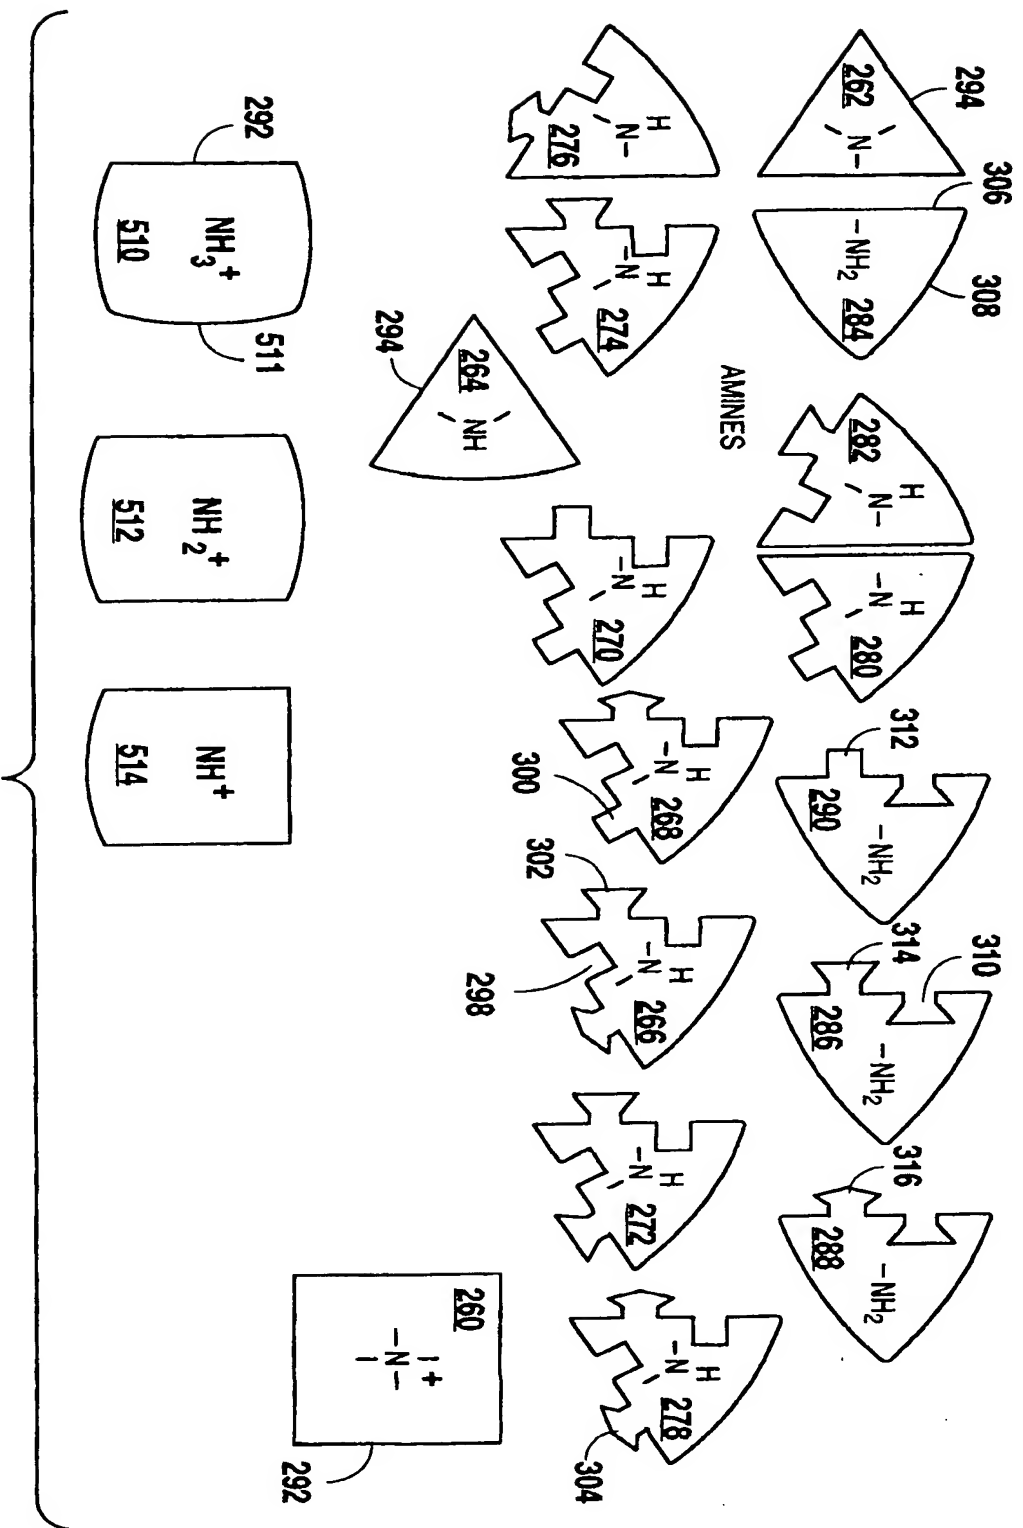 294
262
–N–
306
308
–NH2
284
282
H
–N–
H
–N
280
312
290
–NH2
310
314
286
–NH2
316
288
–NH2
AMINES
276
H
N–
H
–N
274
294
264
NH
H
–N
270
H
–N
268
300
302
H
–N
266
298
H
–N
272
H
–N
278
304
292
NH3+
510
511
NH2+
512
NH+
514
260
–N–
+
292